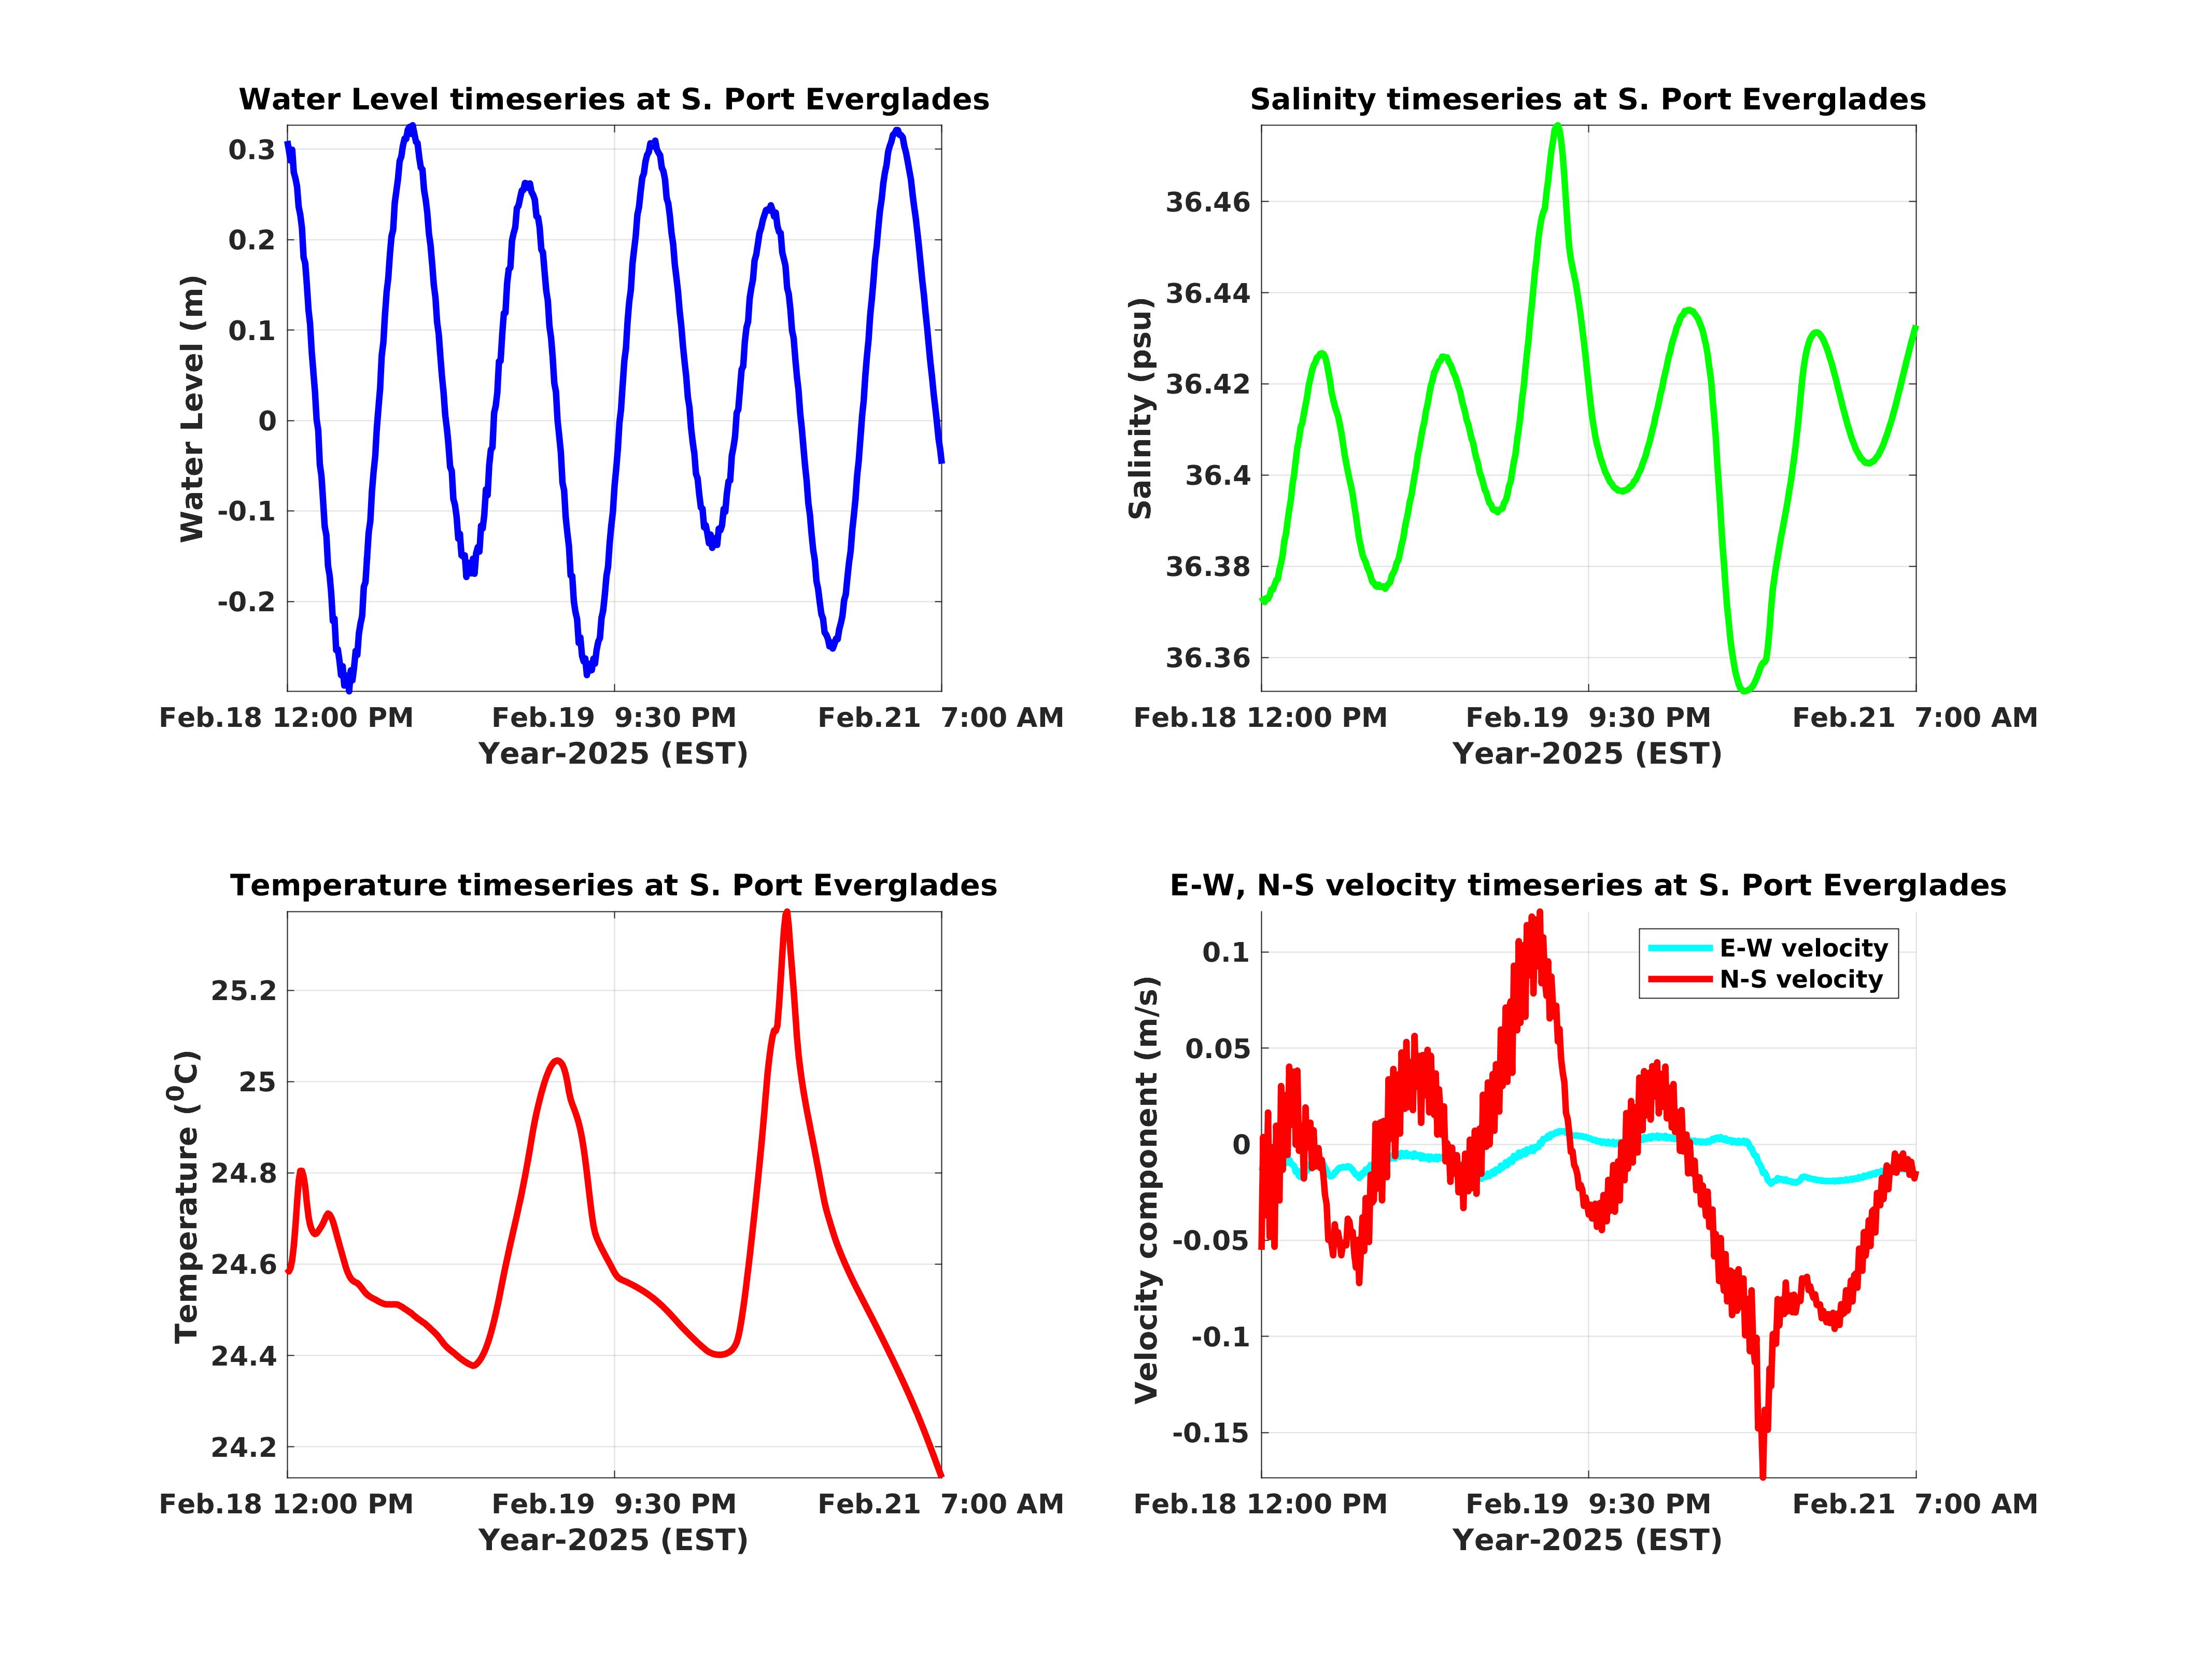 Water Level timeseries at S. Port Everglades
Water Level (m)
0.3
0.2
0.1
0
-0.1
-0.2
Feb.18 12:00 PM Feb.19 9:30 PM Feb.21 7:00 AM
Year-2025 (EST)
Salinity timeseries at S. Port Everglades
Salinity (psu)
36.46
36.44
36.42
36.4
36.38
36.36
Feb.18 12:00 PM Feb.19 9:30 PM Feb.21 7:00 AM
Year-2025 (EST)
Temperature timeseries at S. Port Everglades
Temperature (⁰C)
25.2
25
24.8
24.6
24.4
24.2
Feb.18 12:00 PM Feb.19 9:30 PM Feb.21 7:00 AM
Year-2025 (EST)
E-W, N-S velocity timeseries at S. Port Everglades
Velocity component (m/s)
E-W velocity
N-S velocity
0.1
0.05
0
-0.05
-0.1
-0.15
Feb.18 12:00 PM Feb.19 9:30 PM Feb.21 7:00 AM
Year-2025 (EST)